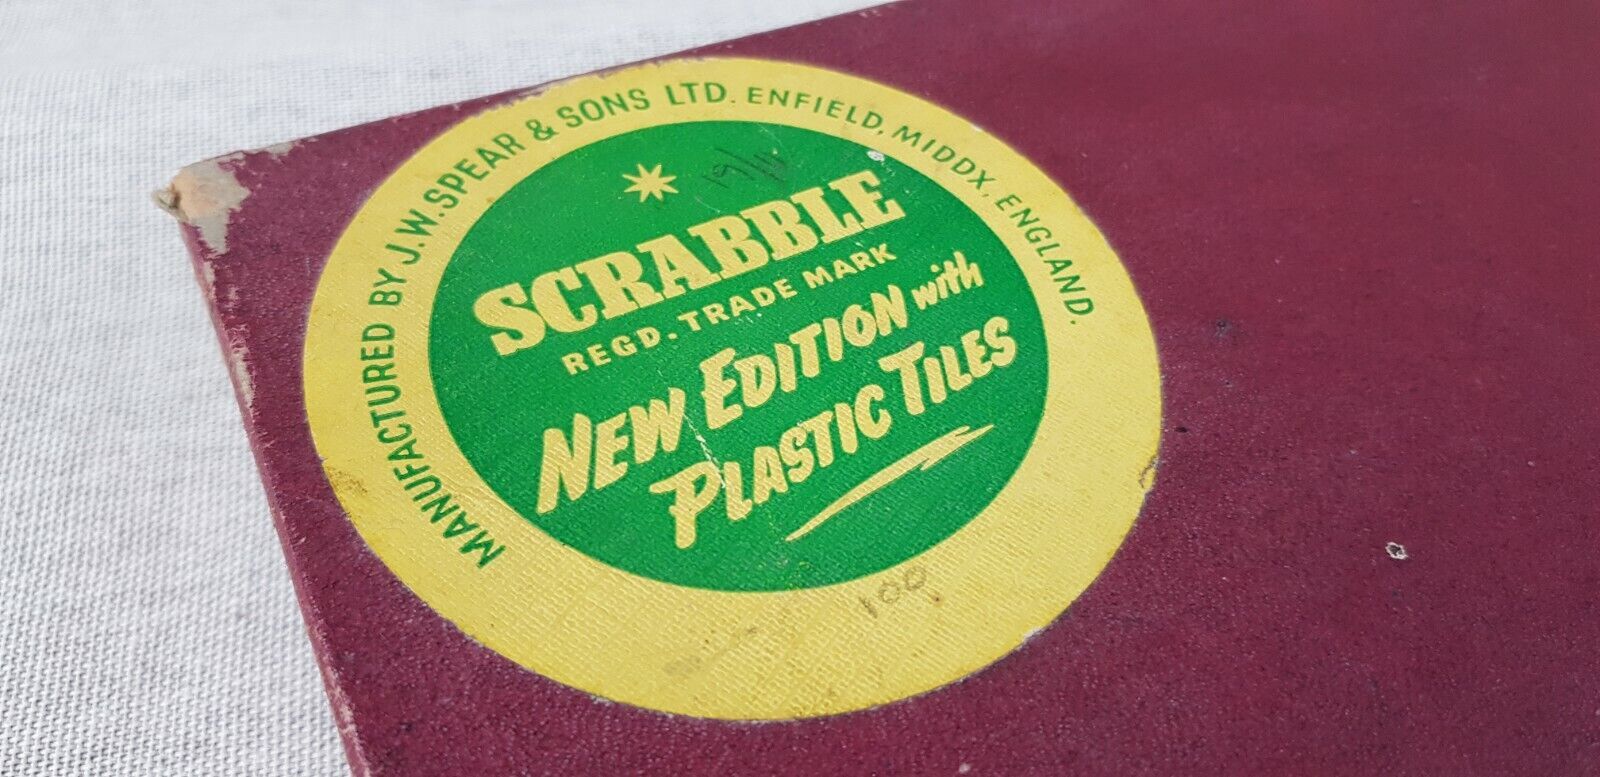 MANUFACTURED BY J.W.SPEAR & SONS LTD. ENFIELD, MIDDX, ENGLAND.
SCRABBLE
REGD. TRADE MARK
NEW EDITION with
PLASTIC TILES
100